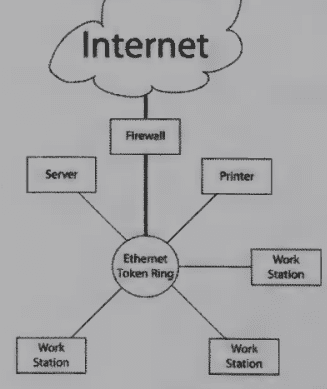 Internet
Firewall
Server
Printer
Ethernet
Token Ring
Work
Station
Work
Station
Work
Station